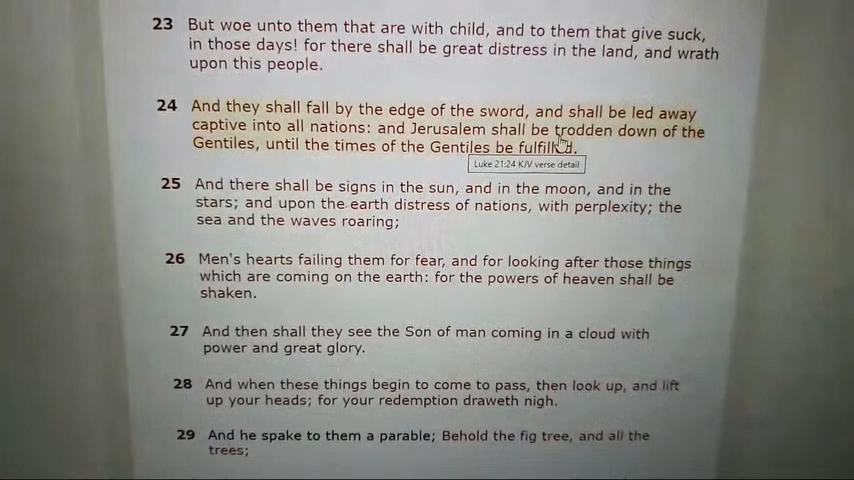 23 But woe unto them that are with child, and to them that give suck,
in those days! for there shall be great distress in the land, and wrath
upon this people.
24 And they shall fall by the edge of the sword, and shall be led away
captive into all nations: and Jerusalem shall be trodden down of the
Gentiles, until the times of the Gentiles be fulfilled.
Luke 21:24 KJV verse detail
25 And there shall be signs in the sun, and in the moon, and in the
stars; and upon the earth distress of nations, with perplexity; the
sea and the waves roaring;
26 Men's hearts failing them for fear, and for looking after those things
which are coming on the earth: for the powers of heaven shall be
shaken.
27 And then shall they see the Son of man coming in a cloud with
power and great glory.
28 And when these things begin to come to pass, then look up, and lift
up your heads; for your redemption draweth nigh.
29 And he spake to them a parable; Behold the fig tree, and all the
trees;